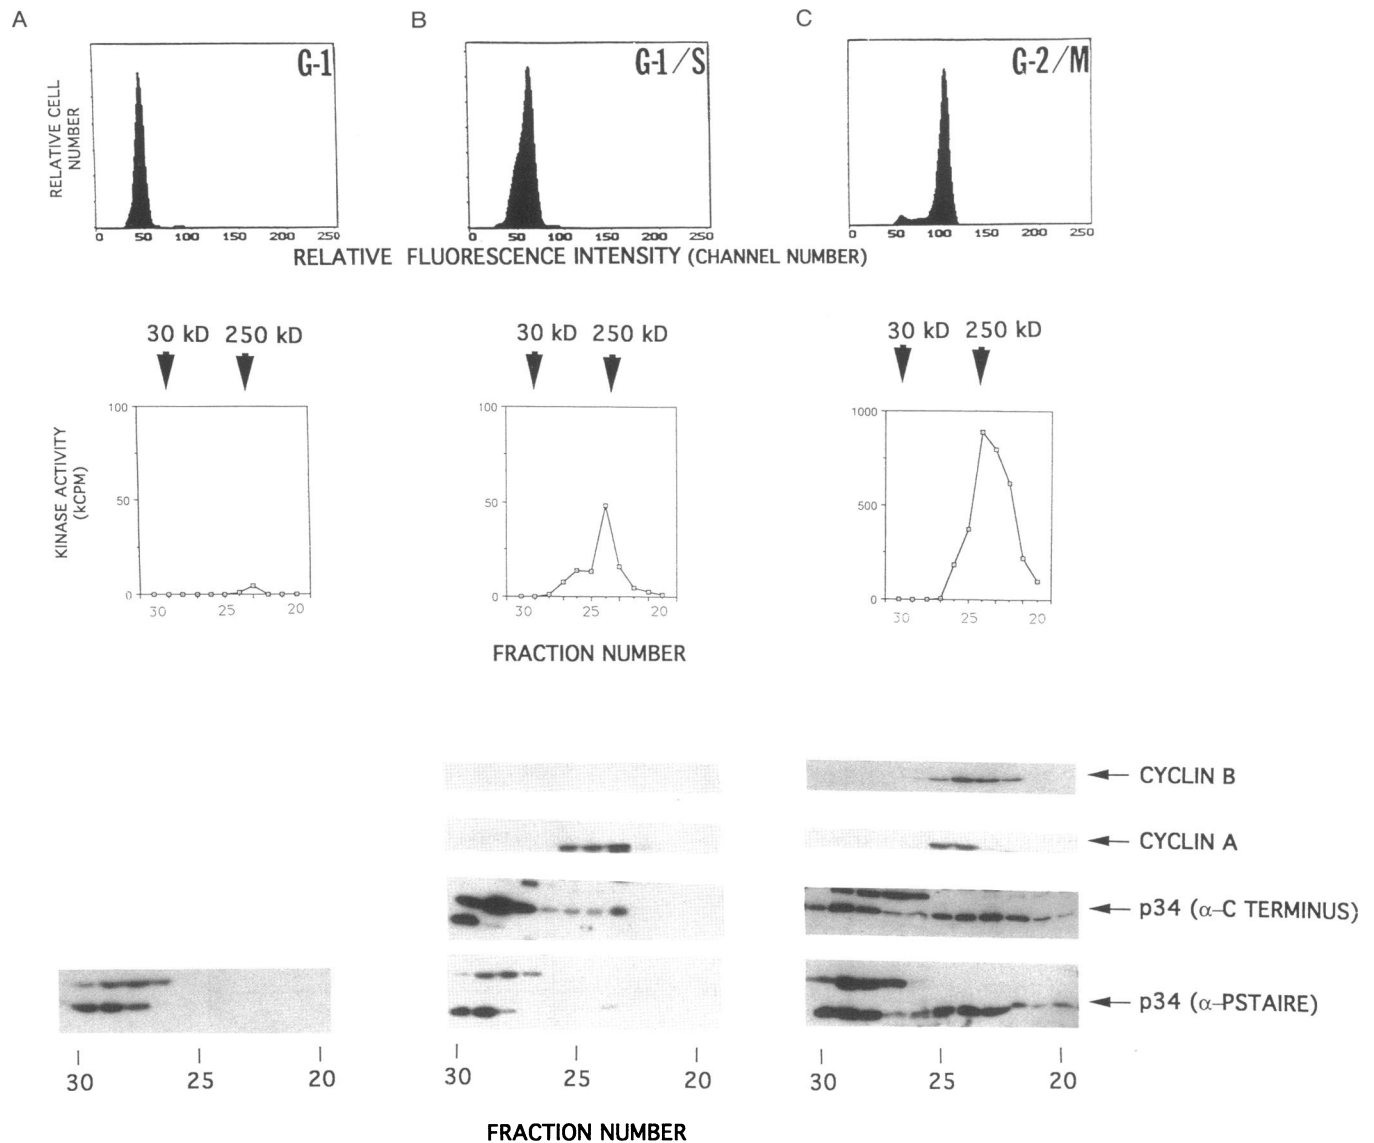 A B C
G-1 G-1/S G-2/M
RELATIVE CELL
NUMBER
0 50 100 150 200 250 0 50 100 150 200 250 0 50 100 150 200 250
RELATIVE FLUORESCENCE INTENSITY (CHANNEL NUMBER)
30 kD 250 kD 30 kD 250 kD 30 kD 250 kD
KINASE ACTIVITY
(kCPM)
100
50
0
30 25 20
100
50
0
30 25 20
1000
500
0
30 25 20
FRACTION NUMBER
CYCLIN B
CYCLIN A
p34 (α-C TERMINUS)
p34 (α-PSTAIRE)
30 25 20 30 25 20 30 25 20
FRACTION NUMBER